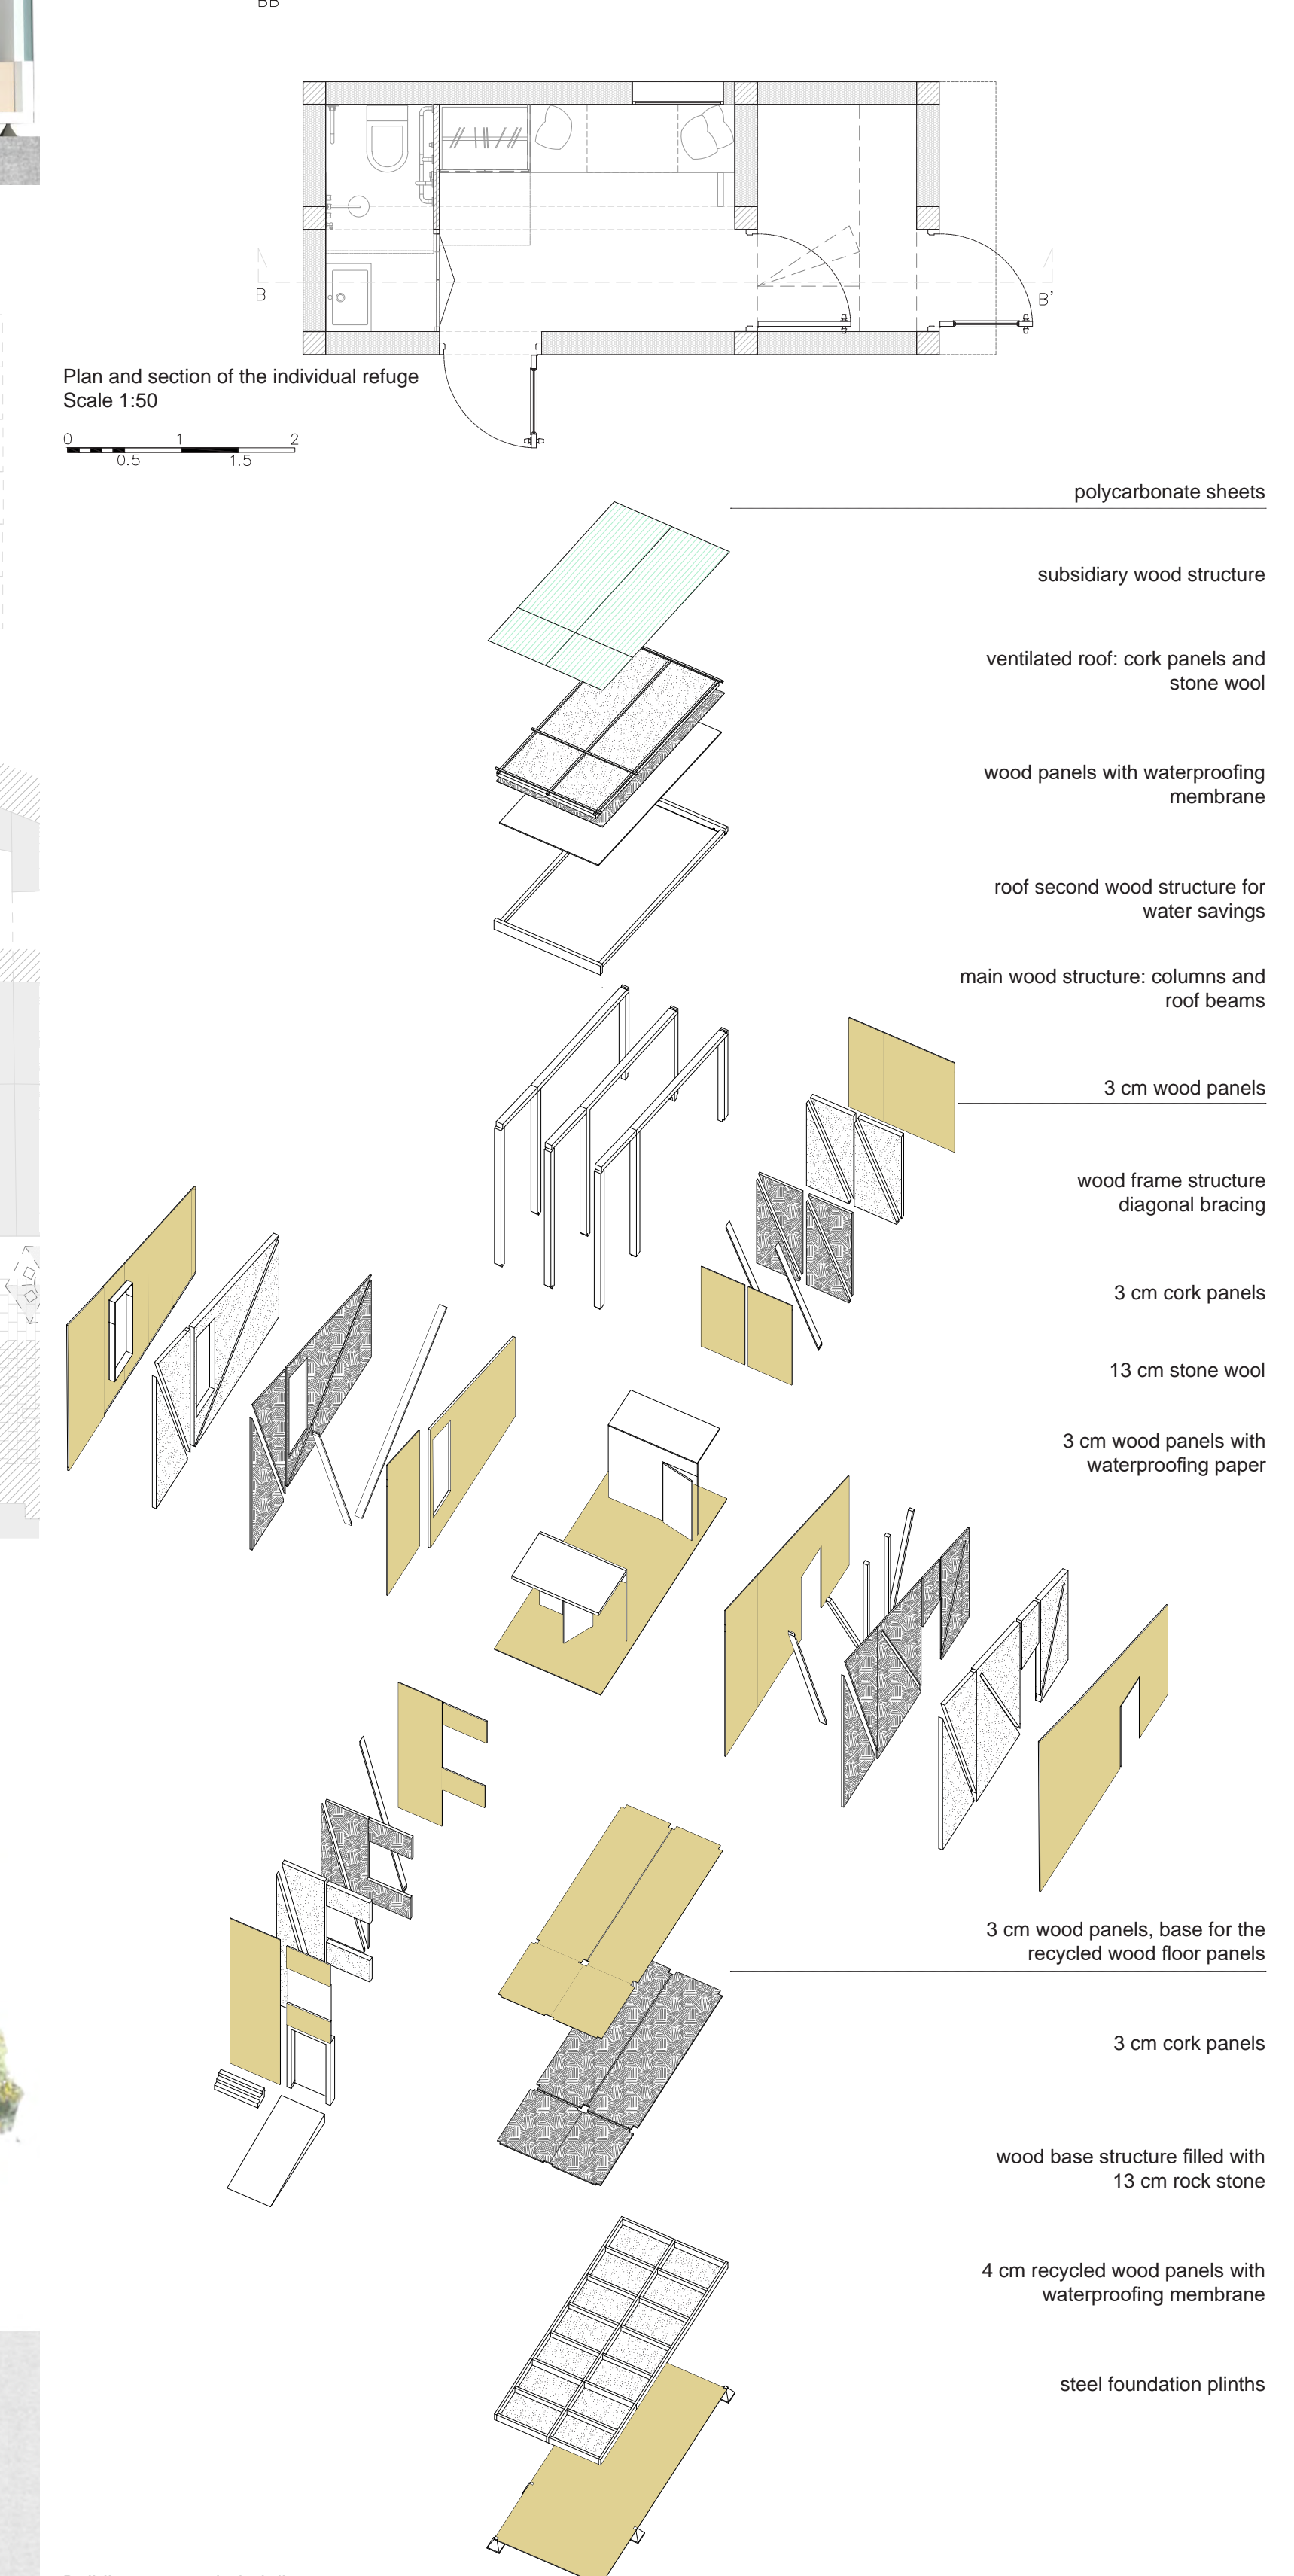 BB
B
B'
Plan and section of the individual refuge
Scale 1:50
0 1 2
0.5 1.5
polycarbonate sheets
subsidiary wood structure
ventilated roof: cork panels and
stone wool
wood panels with waterproofing
membrane
roof second wood structure for
water savings
main wood structure: columns and
roof beams
3 cm wood panels
wood frame structure
diagonal bracing
3 cm cork panels
13 cm stone wool
3 cm wood panels with
waterproofing paper
3 cm wood panels, base for the
recycled wood floor panels
3 cm cork panels
wood base structure filled with
13 cm rock stone
4 cm recycled wood panels with
waterproofing membrane
steel foundation plinths